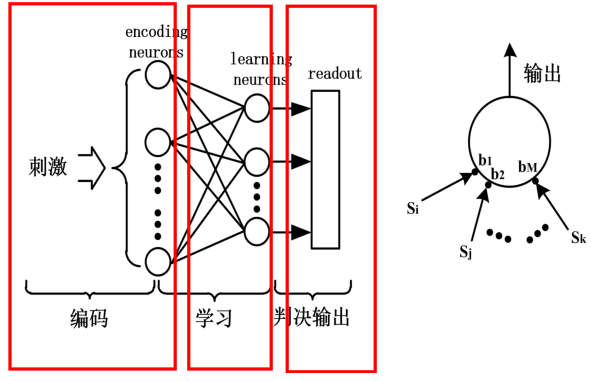 encoding
neurons
learning
neurons
readout
刺激
编码
学习
判决输出
输出
b1
b2
bM
Si
Sj
Sk